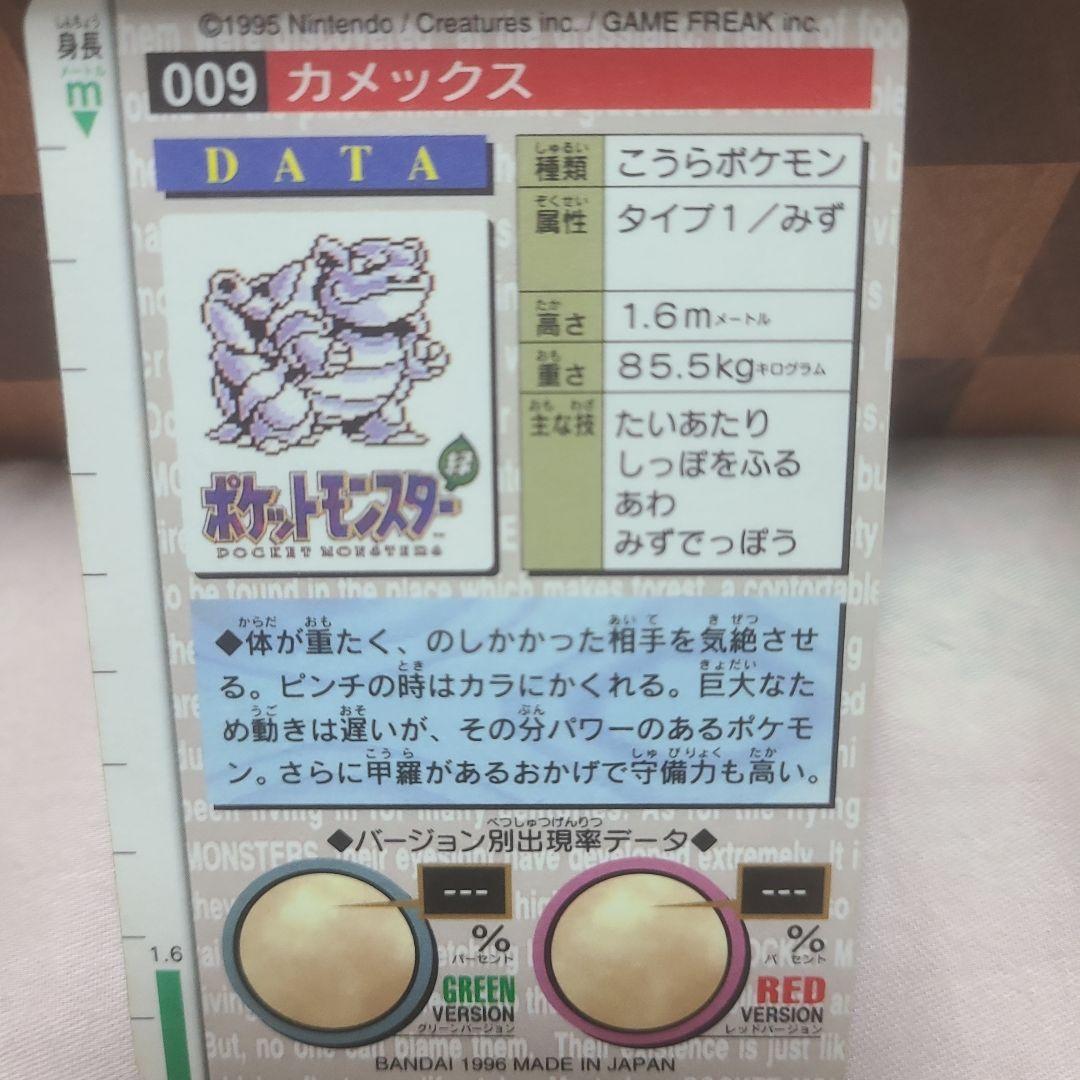 ©1995 Nintendo / Creatures inc. / GAME FREAK inc.
しんちょう
身長
メートル
m
009 カメックス
DATA
しゅるい
種類 こうらポケモン
ぞくせい
属性 タイプ1/みず
たか
高さ 1.6mメートル
おも
重さ 85.5kgキログラム
おも わざ
主な技 たいあたり
しっぽをふる
あわ
みずでっぽう
緑
ポケットモンスター
POCKET MONSTERS
からだ おも あいて きぜつ
◆体が重たく、のしかかった相手を気絶させ
とき きょだい
る。ピンチの時はカラにかくれる。巨大なた
うご おそ ぶん
め動きは遅いが、その分パワーのあるポケモ
こうら しゅびりょく たか
ン。さらに甲羅があるおかげで守備力も高い。
べつしゅつげんりつ
◆バージョン別出現率データ◆
---
%
パーセント
GREEN
VERSION
グリーンバージョン
---
%
パーセント
RED
VERSION
レッドバージョン
1.6
BANDAI 1996 MADE IN JAPAN